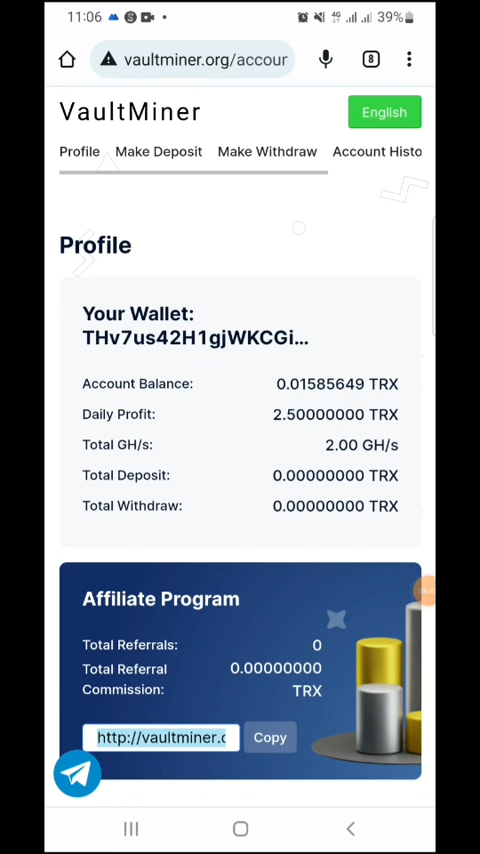 11:06 4G 39%
vaultminer.org/accour 8
VaultMiner English
Profile Make Deposit Make Withdraw Account Histo
Profile
Your Wallet:
THv7us42H1gjWKCGi...
Account Balance: 0.01585649 TRX
Daily Profit: 2.50000000 TRX
Total GH/s: 2.00 GH/s
Total Deposit: 0.00000000 TRX
Total Withdraw: 0.00000000 TRX
Affiliate Program
Total Referrals: 0
Total Referral 0.00000000
Commission: TRX
http://vaultminer.c Copy